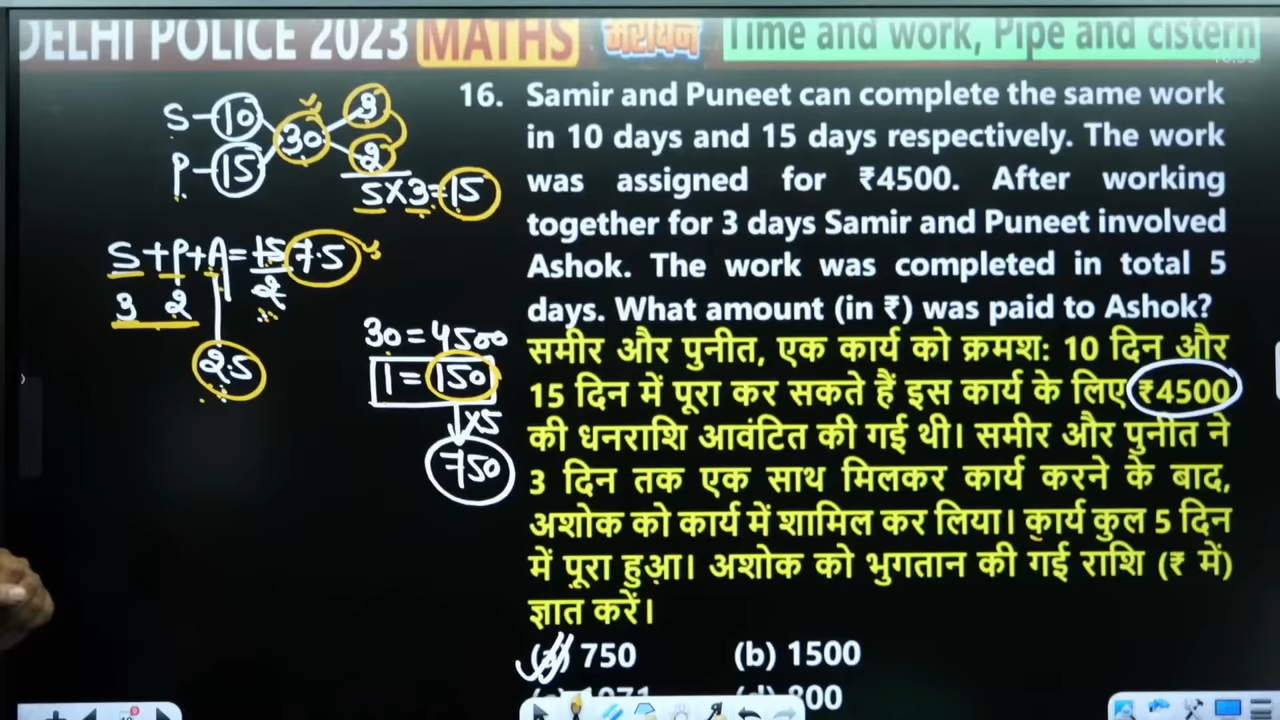 DELHI POLICE 2023 MATHS मैराथन Time and work, Pipe and cistern
S-10
30
3
P-15
2
5x3=15
S+P+A=15/2 7.5
3 2
2.5
30=4500
1=150
x5
750
16. Samir and Puneet can complete the same work
in 10 days and 15 days respectively. The work
was assigned for ₹4500. After working
together for 3 days Samir and Puneet involved
Ashok. The work was completed in total 5
days. What amount (in ₹) was paid to Ashok?
समीर और पुनीत, एक कार्य को क्रमश: 10 दिन और
15 दिन में पूरा कर सकते हैं इस कार्य के लिए ₹4500
की धनराशि आवंटित की गई थी। समीर और पुनीत ने
3 दिन तक एक साथ मिलकर कार्य करने के बाद,
अशोक को कार्य में शामिल कर लिया। कार्य कुल 5 दिन
में पूरा हुआ। अशोक को भुगतान की गई राशि (₹ में)
ज्ञात करें।
(a) 750 (b) 1500
(d) 800